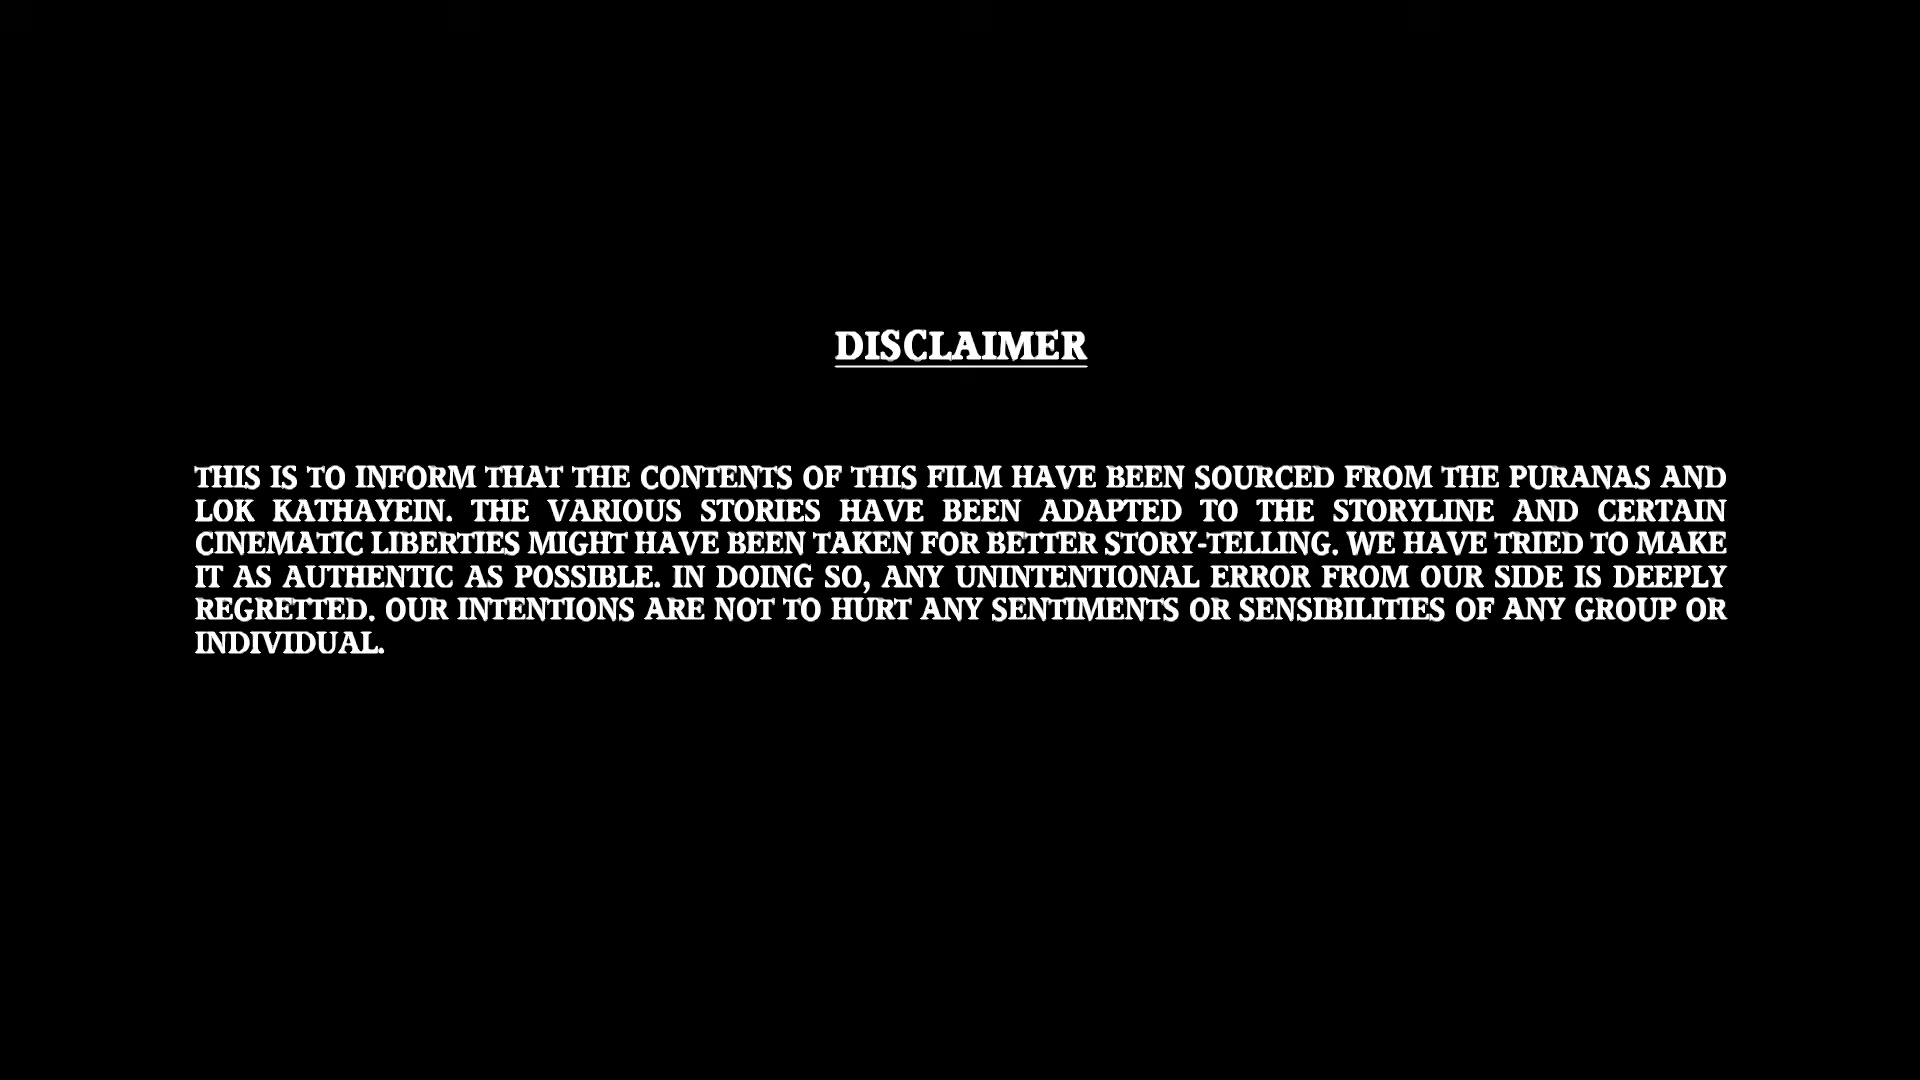 DISCLAIMER
THIS IS TO INFORM THAT THE CONTENTS OF THIS FILM HAVE BEEN SOURCED FROM THE PURANAS AND
LOK KATHAYEIN. THE VARIOUS STORIES HAVE BEEN ADAPTED TO THE STORYLINE AND CERTAIN
CINEMATIC LIBERTIES MIGHT HAVE BEEN TAKEN FOR BETTER STORY-TELLING. WE HAVE TRIED TO MAKE
IT AS AUTHENTIC AS POSSIBLE. IN DOING SO, ANY UNINTENTIONAL ERROR FROM OUR SIDE IS DEEPLY
REGRETTED. OUR INTENTIONS ARE NOT TO HURT ANY SENTIMENTS OR SENSIBILITIES OF ANY GROUP OR
INDIVIDUAL.